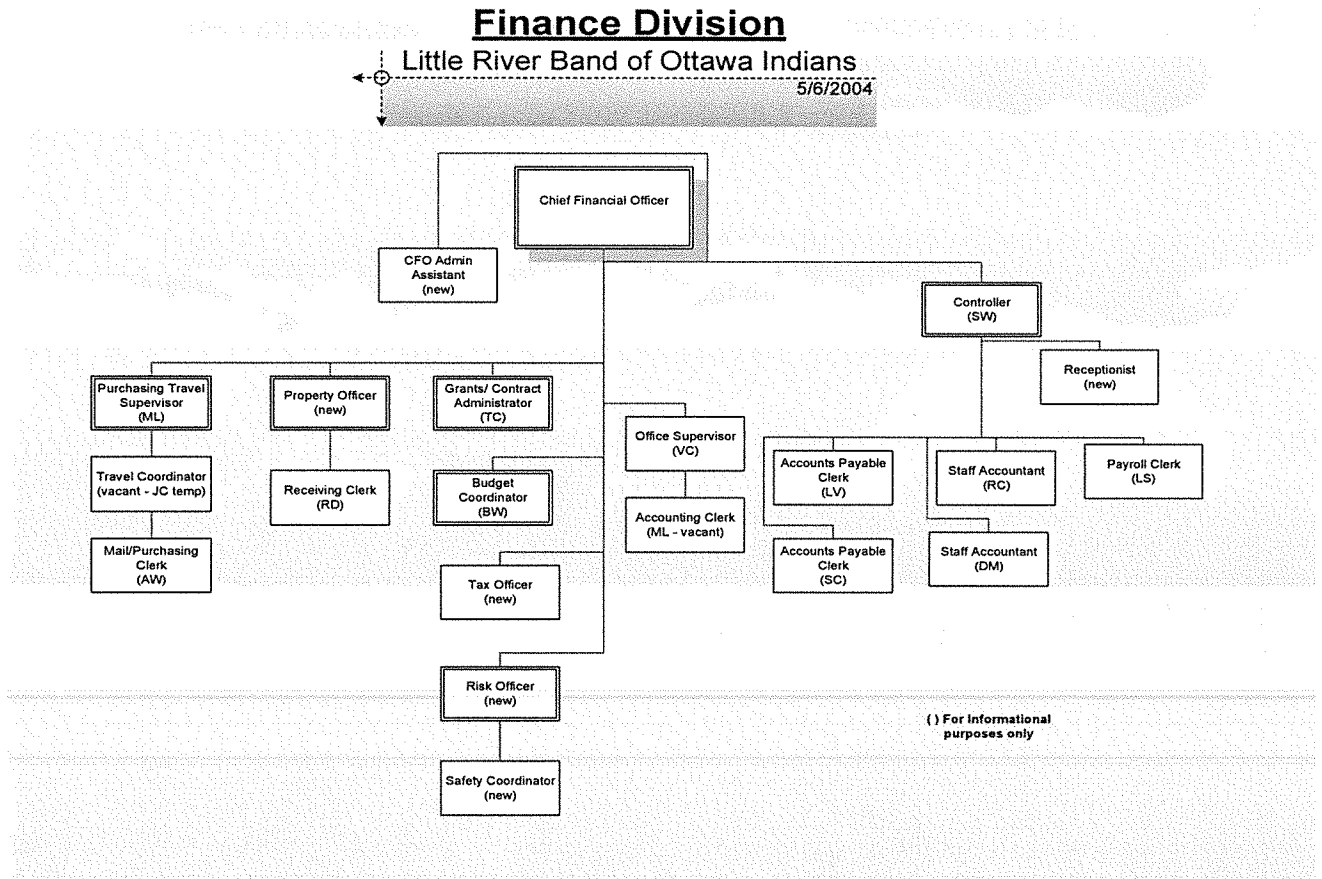 Finance Division
Little River Band of Ottawa Indians
5/6/2004
Chief Financial Officer
CFO Admin
Assistant
(new)
Controller
(SW)
Receptionist
(new)
Purchasing Travel
Supervisor
(ML)
Property Officer
(new)
Grants/ Contract
Administrator
(TC)
Office Supervisor
(VC)
Travel Coordinator
(vacant - JC temp)
Receiving Clerk
(RD)
Budget
Coordinator
(BW)
Accounting Clerk
(ML - vacant)
Accounts Payable
Clerk
(LV)
Staff Accountant
(RC)
Payroll Clerk
(LS)
Mail/Purchasing
Clerk
(AW)
Tax Officer
(new)
Accounts Payable
Clerk
(SC)
Staff Accountant
(DM)
Risk Officer
(new)
Safety Coordinator
(new)
( ) For Informational
purposes only